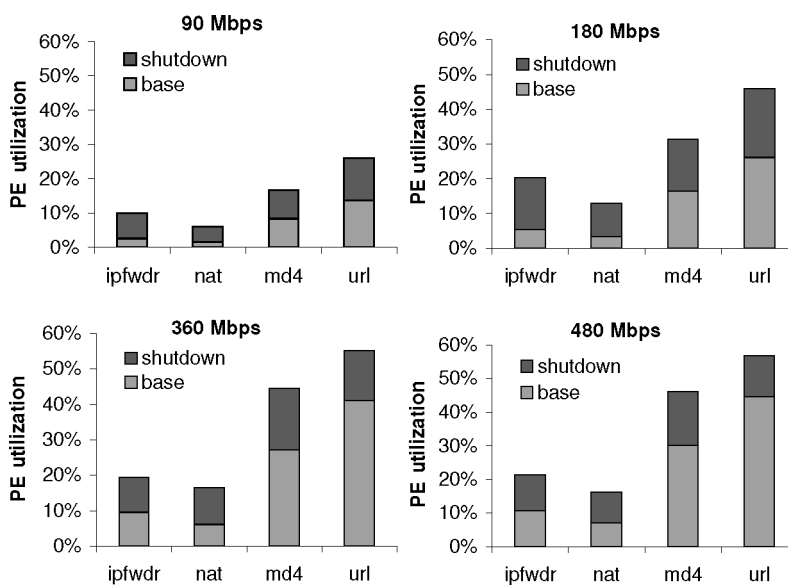 90 Mbps
60%
50%
40%
30%
20%
10%
0%
PE utilization
shutdown
base
ipfwdr nat md4 url
180 Mbps
60%
50%
40%
30%
20%
10%
0%
PE utilization
shutdown
base
ipfwdr nat md4 url
360 Mbps
60%
50%
40%
30%
20%
10%
0%
PE utilization
shutdown
base
ipfwdr nat md4 url
480 Mbps
60%
50%
40%
30%
20%
10%
0%
PE utilization
shutdown
base
ipfwdr nat md4 url